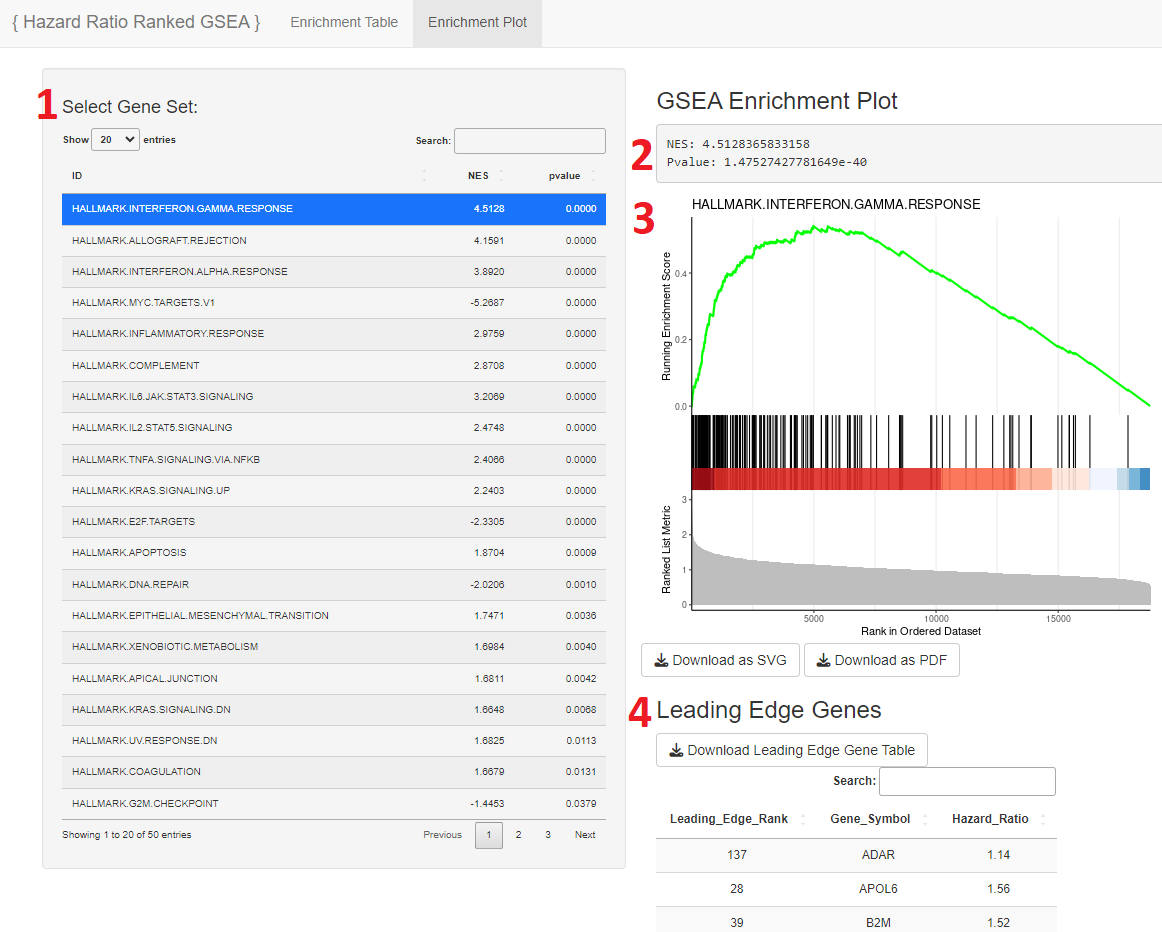 { Hazard Ratio Ranked GSEA } Enrichment Table Enrichment Plot
1 Select Gene Set:
Show 20 entries Search:
ID NES pvalue
HALLMARK.INTERFERON.GAMMA.RESPONSE 4.5128 0.0000
HALLMARK.ALLOGRAFT.REJECTION 4.1591 0.0000
HALLMARK.INTERFERON.ALPHA.RESPONSE 3.8920 0.0000
HALLMARK.MYC.TARGETS.V1 -5.2687 0.0000
HALLMARK.INFLAMMATORY.RESPONSE 2.9759 0.0000
HALLMARK.COMPLEMENT 2.8708 0.0000
HALLMARK.IL6.JAK.STAT3.SIGNALING 3.2069 0.0000
HALLMARK.IL2.STAT5.SIGNALING 2.4748 0.0000
HALLMARK.TNFA.SIGNALING.VIA.NFKB 2.4066 0.0000
HALLMARK.KRAS.SIGNALING.UP 2.2403 0.0000
HALLMARK.E2F.TARGETS -2.3305 0.0000
HALLMARK.APOPTOSIS 1.8704 0.0009
HALLMARK.DNA.REPAIR -2.0206 0.0010
HALLMARK.EPITHELIAL.MESENCHYMAL.TRANSITION 1.7471 0.0036
HALLMARK.XENOBIOTIC.METABOLISM 1.6984 0.0040
HALLMARK.APICAL.JUNCTION 1.6811 0.0042
HALLMARK.KRAS.SIGNALING.DN 1.6648 0.0068
HALLMARK.UV.RESPONSE.DN 1.6825 0.0113
HALLMARK.COAGULATION 1.6679 0.0131
HALLMARK.G2M.CHECKPOINT -1.4453 0.0379
Showing 1 to 20 of 50 entries Previous 1 2 3 Next
GSEA Enrichment Plot
2
NES: 4.5128365833158
Pvalue: 1.47527427781649e-40
3
HALLMARK.INTERFERON.GAMMA.RESPONSE
Running Enrichment Score
0.4
0.2
0.0
Ranked List Metric
3
2
1
0
5000 10000 15000
Rank in Ordered Dataset
Download as SVG Download as PDF
4 Leading Edge Genes
Download Leading Edge Gene Table
Search:
Leading_Edge_Rank Gene_Symbol Hazard_Ratio
137 ADAR 1.14
28 APOL6 1.56
39 B2M 1.52